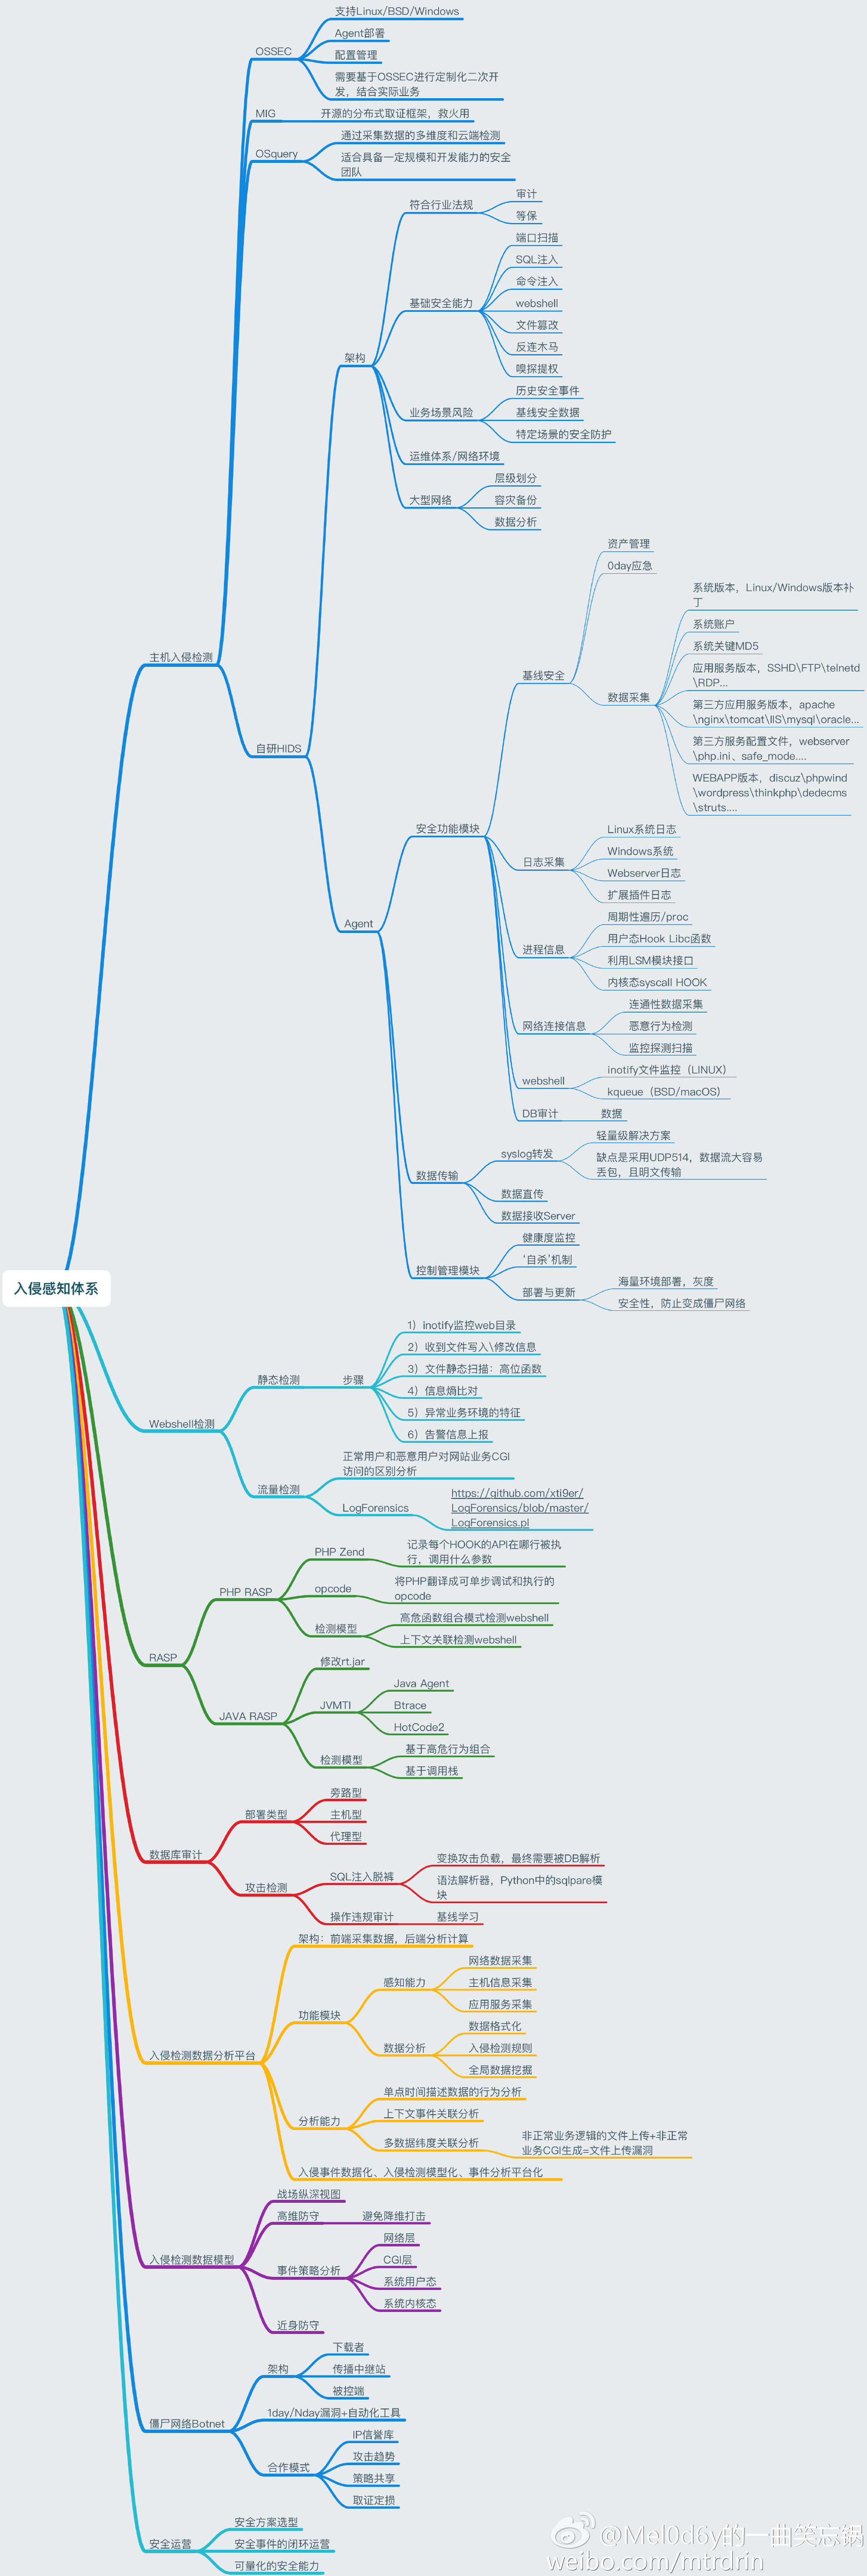 入侵感知体系
主机入侵检测
OSSEC
支持Linux/BSD/Windows
Agent部署
配置管理
需要基于OSSEC进行定制化二次开
发，结合实际业务
MIG
开源的分布式取证框架，救火用
OSquery
通过采集数据的多维度和云端检测
适合具备一定规模和开发能力的安全
团队
自研HIDS
架构
符合行业法规
审计
等保
基础安全能力
端口扫描
SQL注入
命令注入
webshell
文件篡改
反连木马
嗅探提权
业务场景风险
历史安全事件
基线安全数据
特定场景的安全防护
运维体系/网络环境
大型网络
层级划分
容灾备份
数据分析
Agent
安全功能模块
基线安全
资产管理
0day应急
数据采集
系统版本，Linux/Windows版本补
丁
系统账户
系统关键MD5
应用服务版本，SSHD\FTP\telnetd
\RDP...
第三方应用服务版本，apache
\nginx\tomcat\IIS\mysql\oracle...
第三方服务配置文件，webserver
\php.ini、safe_mode....
WEBAPP版本，discuz\phpwind
\wordpress\thinkphp\dedecms
\struts....
日志采集
Linux系统日志
Windows系统
Webserver日志
扩展插件日志
进程信息
周期性遍历/proc
用户态Hook Libc函数
利用LSM模块接口
内核态syscall HOOK
网络连接信息
连通性数据采集
恶意行为检测
监控探测扫描
webshell
inotify文件监控（LINUX）
kqueue（BSD/macOS）
DB审计
数据
数据传输
syslog转发
轻量级解决方案
缺点是采用UDP514，数据流大容易
丢包，且明文传输
数据直传
数据接收Server
控制管理模块
健康度监控
‘自杀’机制
部署与更新
海量环境部署，灰度
安全性，防止变成僵尸网络
Webshell检测
静态检测
步骤
1）inotify监控web目录
2）收到文件写入\修改信息
3）文件静态扫描：高位函数
4）信息熵比对
5）异常业务环境的特征
6）告警信息上报
流量检测
正常用户和恶意用户对网站业务CGI
访问的区别分析
LogForensics
https://github.com/xti9er/
LogForensics/blob/master/
LogForensics.pl
RASP
PHP RASP
PHP Zend
记录每个HOOK的API在哪行被执
行，调用什么参数
opcode
将PHP翻译成可单步调试和执行的
opcode
检测模型
高危函数组合模式检测webshell
上下文关联检测webshell
JAVA RASP
修改rt.jar
JVMTI
Java Agent
Btrace
HotCode2
检测模型
基于高危行为组合
基于调用栈
数据库审计
部署类型
旁路型
主机型
代理型
攻击检测
SQL注入脱裤
变换攻击负载，最终需要被DB解析
语法解析器，Python中的sqlpare模
块
操作违规审计
基线学习
入侵检测数据分析平台
架构：前端采集数据，后端分析计算
功能模块
感知能力
网络数据采集
主机信息采集
应用服务采集
数据分析
数据格式化
入侵检测规则
全局数据挖掘
分析能力
单点时间描述数据的行为分析
上下文事件关联分析
多数据纬度关联分析
非正常业务逻辑的文件上传+非正常
业务CGI生成=文件上传漏洞
入侵事件数据化、入侵检测模型化、事件分析平台化
入侵检测数据模型
战场纵深视图
高维防守
避免降维打击
事件策略分析
网络层
CGI层
系统用户态
系统内核态
近身防守
僵尸网络Botnet
架构
下载者
传播中继站
被控端
1day/Nday漏洞+自动化工具
合作模式
IP信誉库
攻击趋势
策略共享
取证定损
安全运营
安全方案选型
安全事件的闭环运营
可量化的安全能力
@Mel0d6y的一曲笑忘锅
weibo.com/mtrdrin